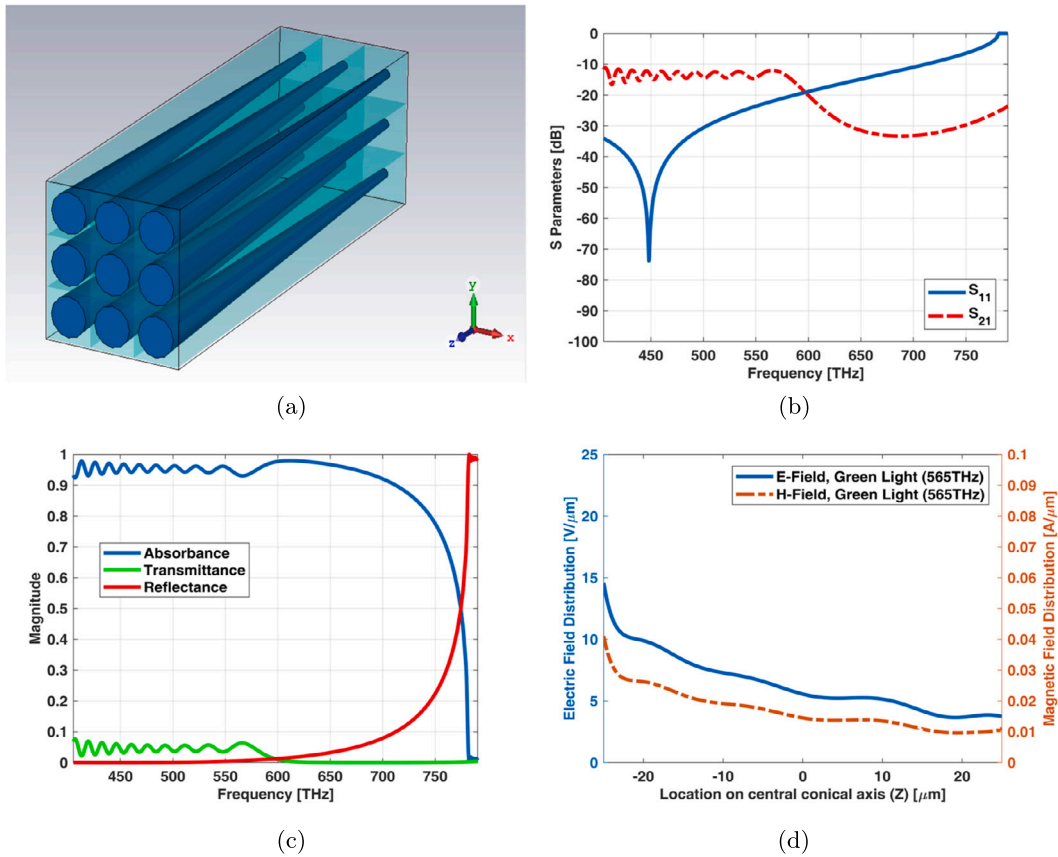 y
z
x
(a)
0
-10
-20
-30
-40
-50
-60
-70
-80
-90
-100
S Parameters [dB]
S11
S21
450 500 550 600 650 700 750
Frequency [THz]
(b)
1
0.9
0.8
0.7
0.6
0.5
0.4
0.3
0.2
0.1
0
Magnitude
Absorbance
Transmittance
Reflectance
450 500 550 600 650 700 750
Frequency [THz]
(c)
25
20
15
10
5
0
Electric Field Distribution [V/μm]
E-Field, Green Light (565THz)
H-Field, Green Light (565THz)
0.1
0.09
0.08
0.07
0.06
0.05
0.04
0.03
0.02
0.01
0
Magnetic Field Distribution [A/μm]
-20 -10 0 10 20
Location on central conical axis (Z) [μm]
(d)